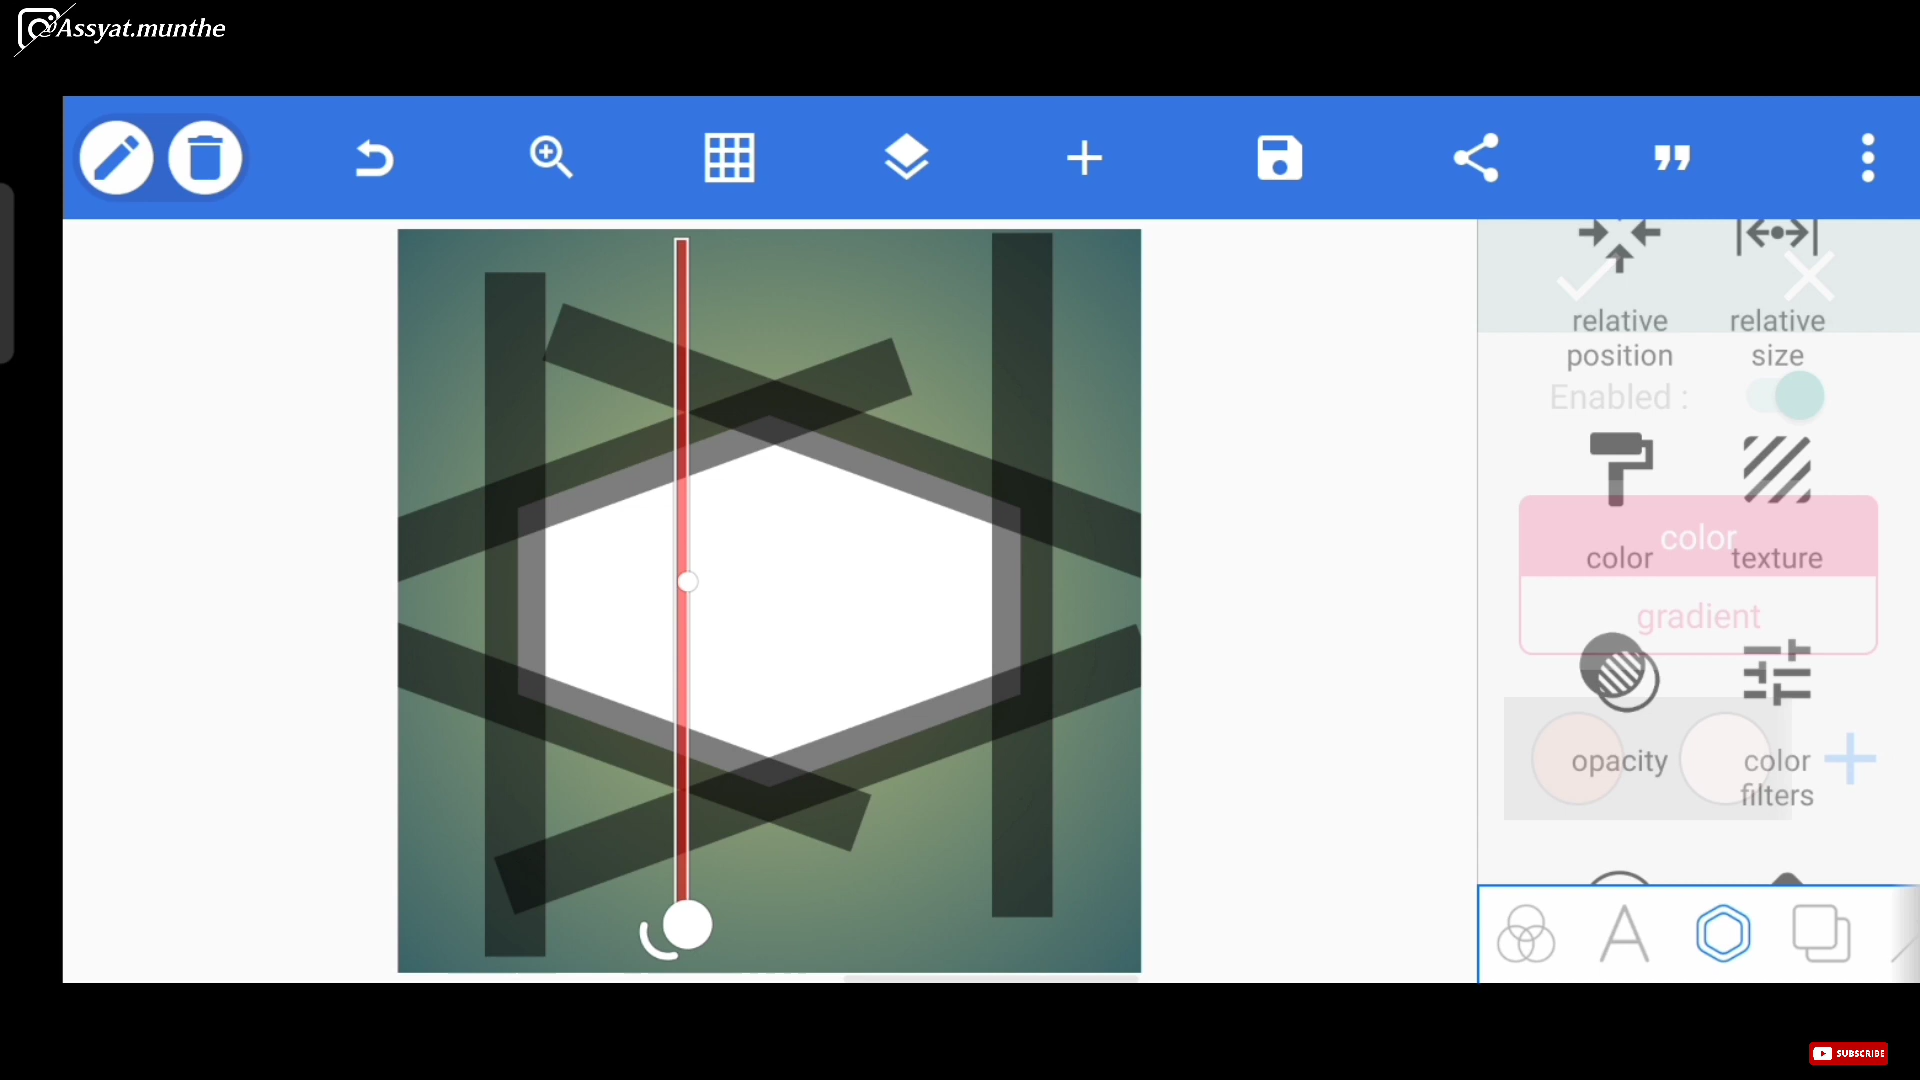 @Assyat.munthe
relative
position
relative
size
Enabled :
color
color
texture
gradient
opacity
color
filters
SUBSCRIBE